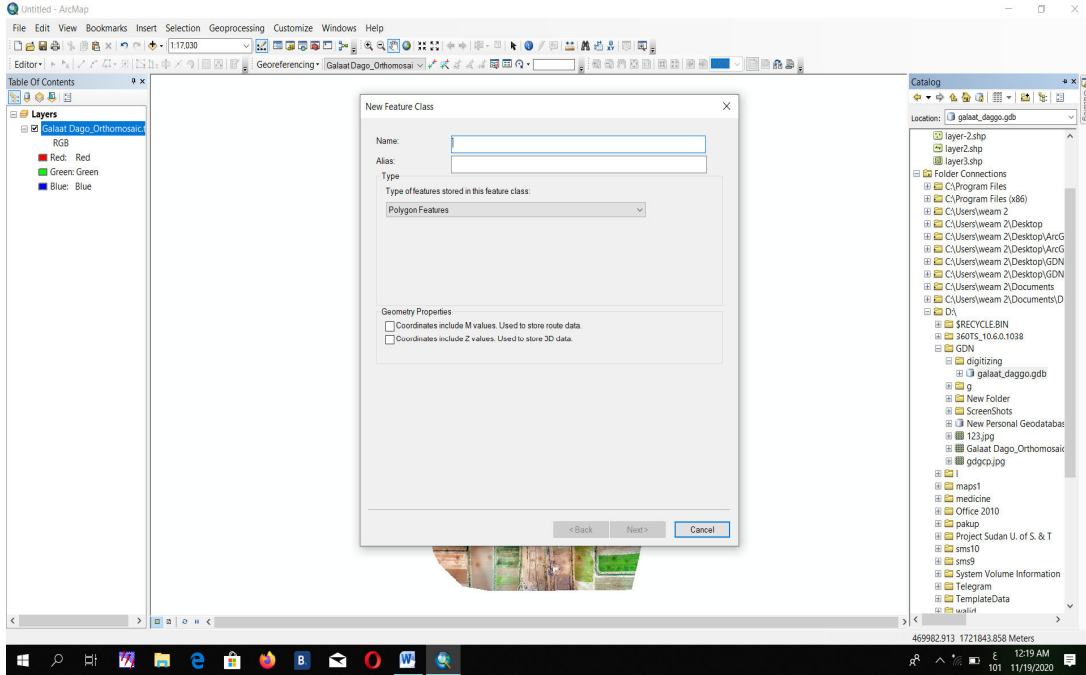 Untitled - ArcMap
File Edit View Bookmarks Insert Selection Geoprocessing Customize Windows Help
1:17,030
Editor Georeferencing Galaat Dago_Orthomosai
Table Of Contents
Layers
Galaat Dago_Orthomosaic.t
RGB
Red: Red
Green: Green
Blue: Blue
New Feature Class
Name:
Alias:
Type
Type of features stored in this feature class:
Polygon Features
Geometry Properties
Coordinates include M values. Used to store route data.
Coordinates include Z values. Used to store 3D data.
< Back Next > Cancel
Catalog
Location: galaat_daggo.gdb
layer-2.shp
layer2.shp
layer3.shp
Folder Connections
C:\Program Files
C:\Program Files (x86)
C:\Users\weam 2
C:\Users\weam 2\Desktop
C:\Users\weam 2\Desktop\ArcG
C:\Users\weam 2\Desktop\ArcG
C:\Users\weam 2\Desktop\GDN
C:\Users\weam 2\Desktop\GDN
C:\Users\weam 2\Documents
C:\Users\weam 2\Documents\D
D:\
$RECYCLE.BIN
360TS_10.6.0.1038
GDN
digitizing
galaat_daggo.gdb
g
New Folder
ScreenShots
New Personal Geodatabas
123.jpg
Galaat Dago_Orthomosaic
gdgcp.jpg
l
maps1
medicine
Office 2010
pakup
Project Sudan U. of S. & T
sms10
sms9
System Volume Information
Telegram
TemplateData
walid
469982.913 1721843.858 Meters
B.
W
ع
101
12:19 AM
11/19/2020